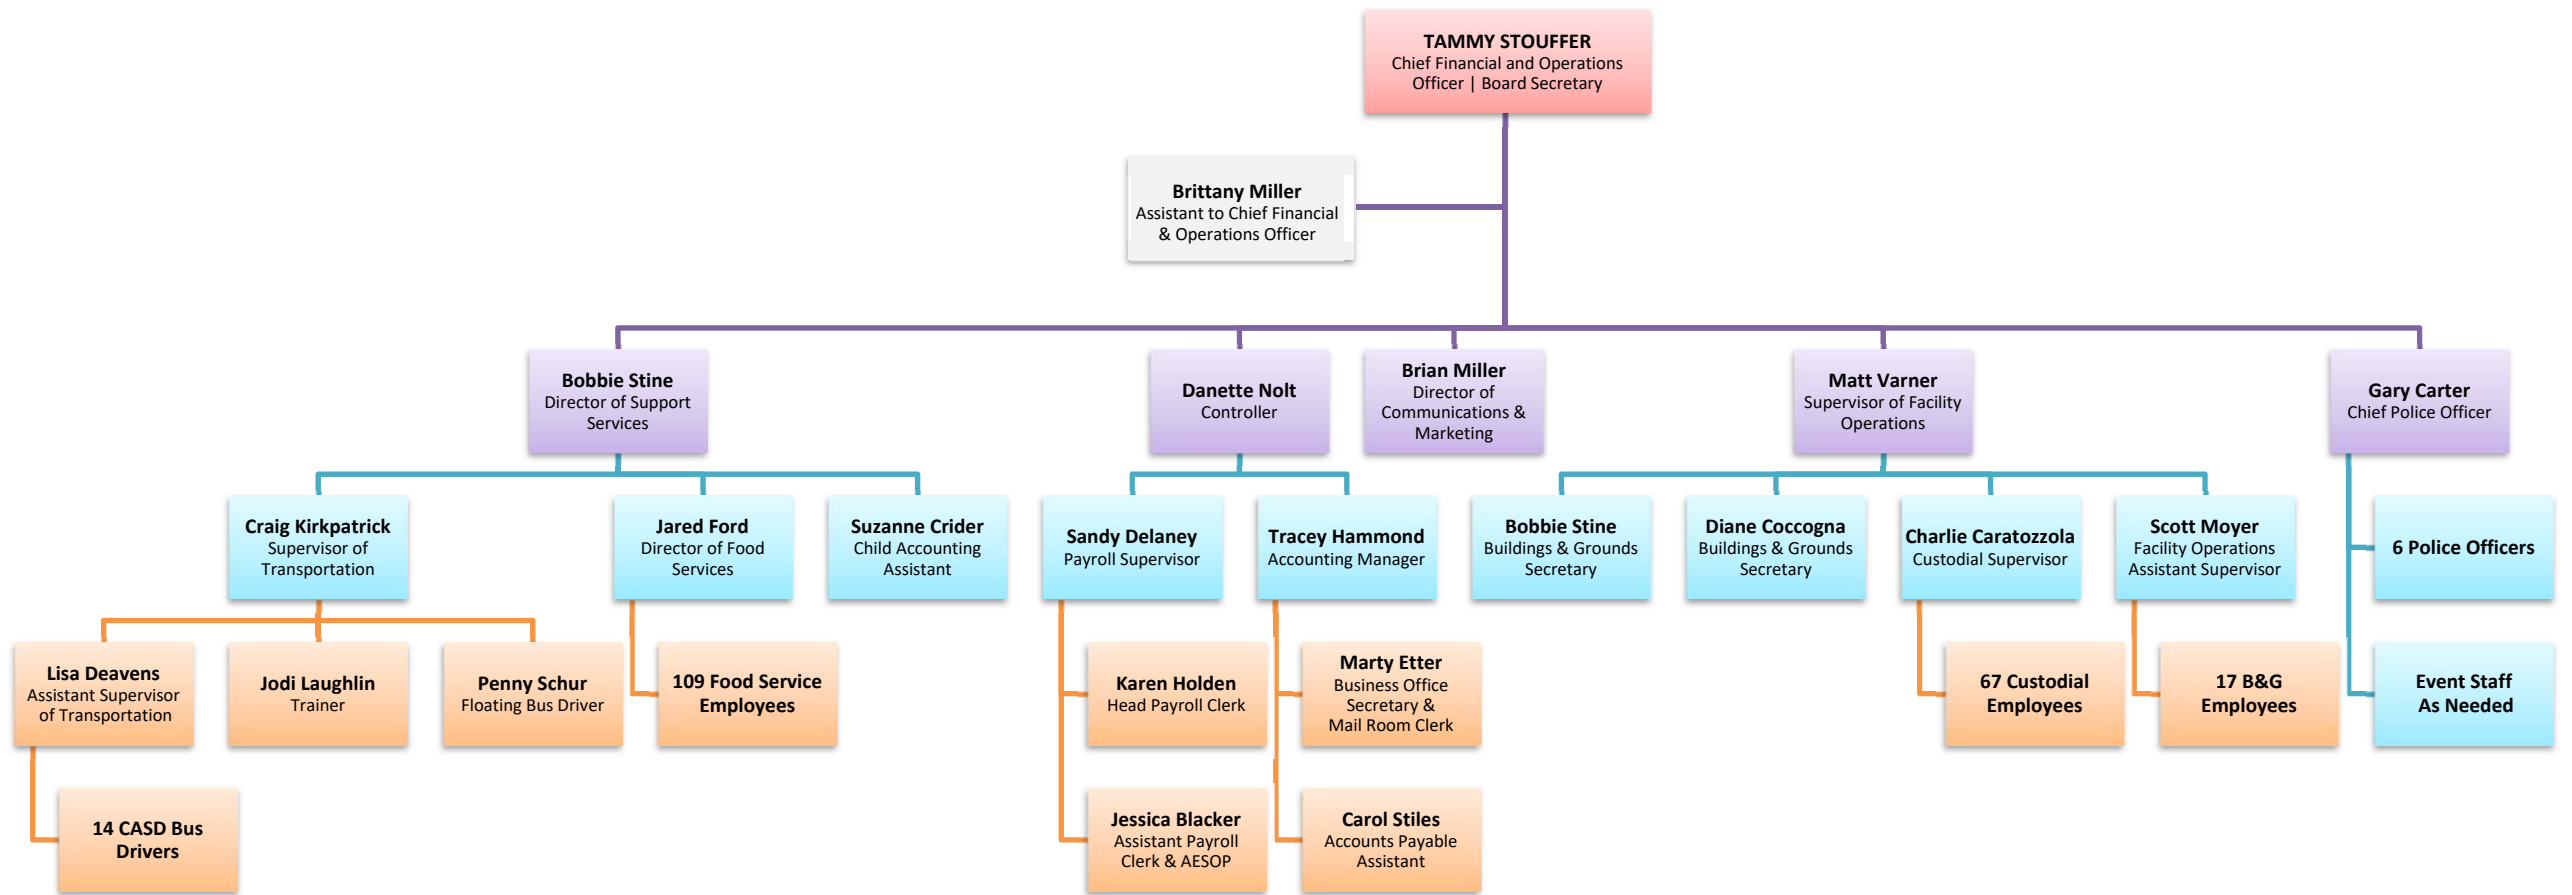 TAMMY STOUFFER
Chief Financial and Operations
Officer | Board Secretary
Brittany Miller
Assistant to Chief Financial
& Operations Officer
Bobbie Stine
Director of Support
Services
Danette Nolt
Controller
Brian Miller
Director of
Communications &
Marketing
Matt Varner
Supervisor of Facility
Operations
Gary Carter
Chief Police Officer
Craig Kirkpatrick
Supervisor of
Transportation
Jared Ford
Director of Food
Services
Suzanne Crider
Child Accounting
Assistant
Sandy Delaney
Payroll Supervisor
Tracey Hammond
Accounting Manager
Bobbie Stine
Buildings & Grounds
Secretary
Diane Coccogna
Buildings & Grounds
Secretary
Charlie Caratozzola
Custodial Supervisor
Scott Moyer
Facility Operations
Assistant Supervisor
6 Police Officers
Lisa Deavens
Assistant Supervisor
of Transportation
Jodi Laughlin
Trainer
Penny Schur
Floating Bus Driver
109 Food Service
Employees
Karen Holden
Head Payroll Clerk
Marty Etter
Business Office
Secretary &
Mail Room Clerk
67 Custodial
Employees
17 B&G
Employees
Event Staff
As Needed
14 CASD Bus
Drivers
Jessica Blacker
Assistant Payroll
Clerk & AESOP
Carol Stiles
Accounts Payable
Assistant